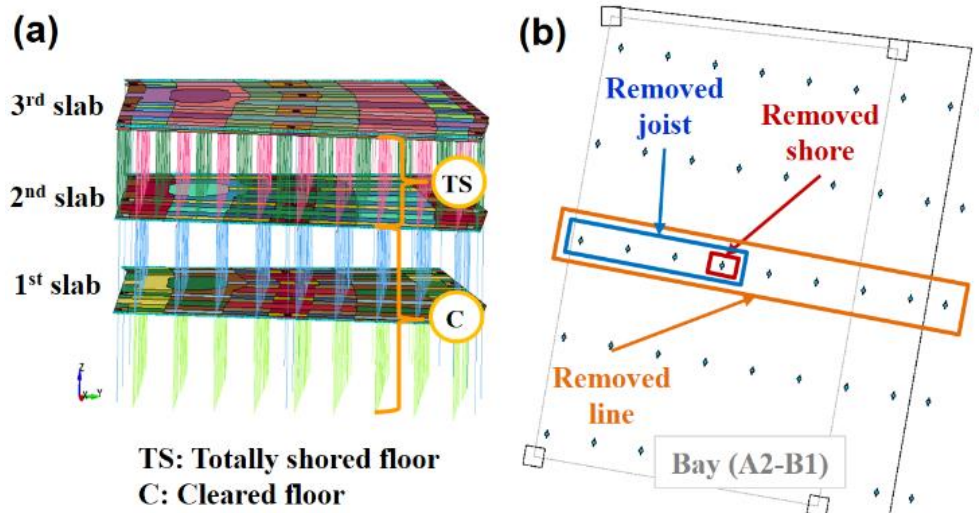 (a)
3rd slab
2nd slab
1st slab
TS
C
Z
X
Y
TS: Totally shored floor
C: Cleared floor
(b)
Removed
joist
Removed
shore
Removed
line
Bay (A2-B1)